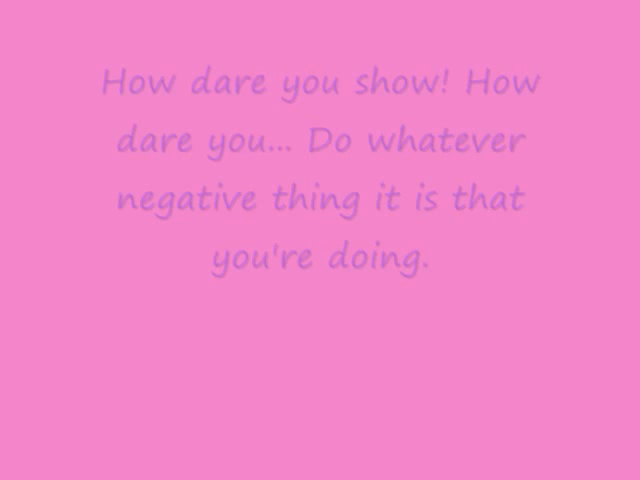 How dare you show! How
dare you... Do whatever
negative thing it is that
you're doing.